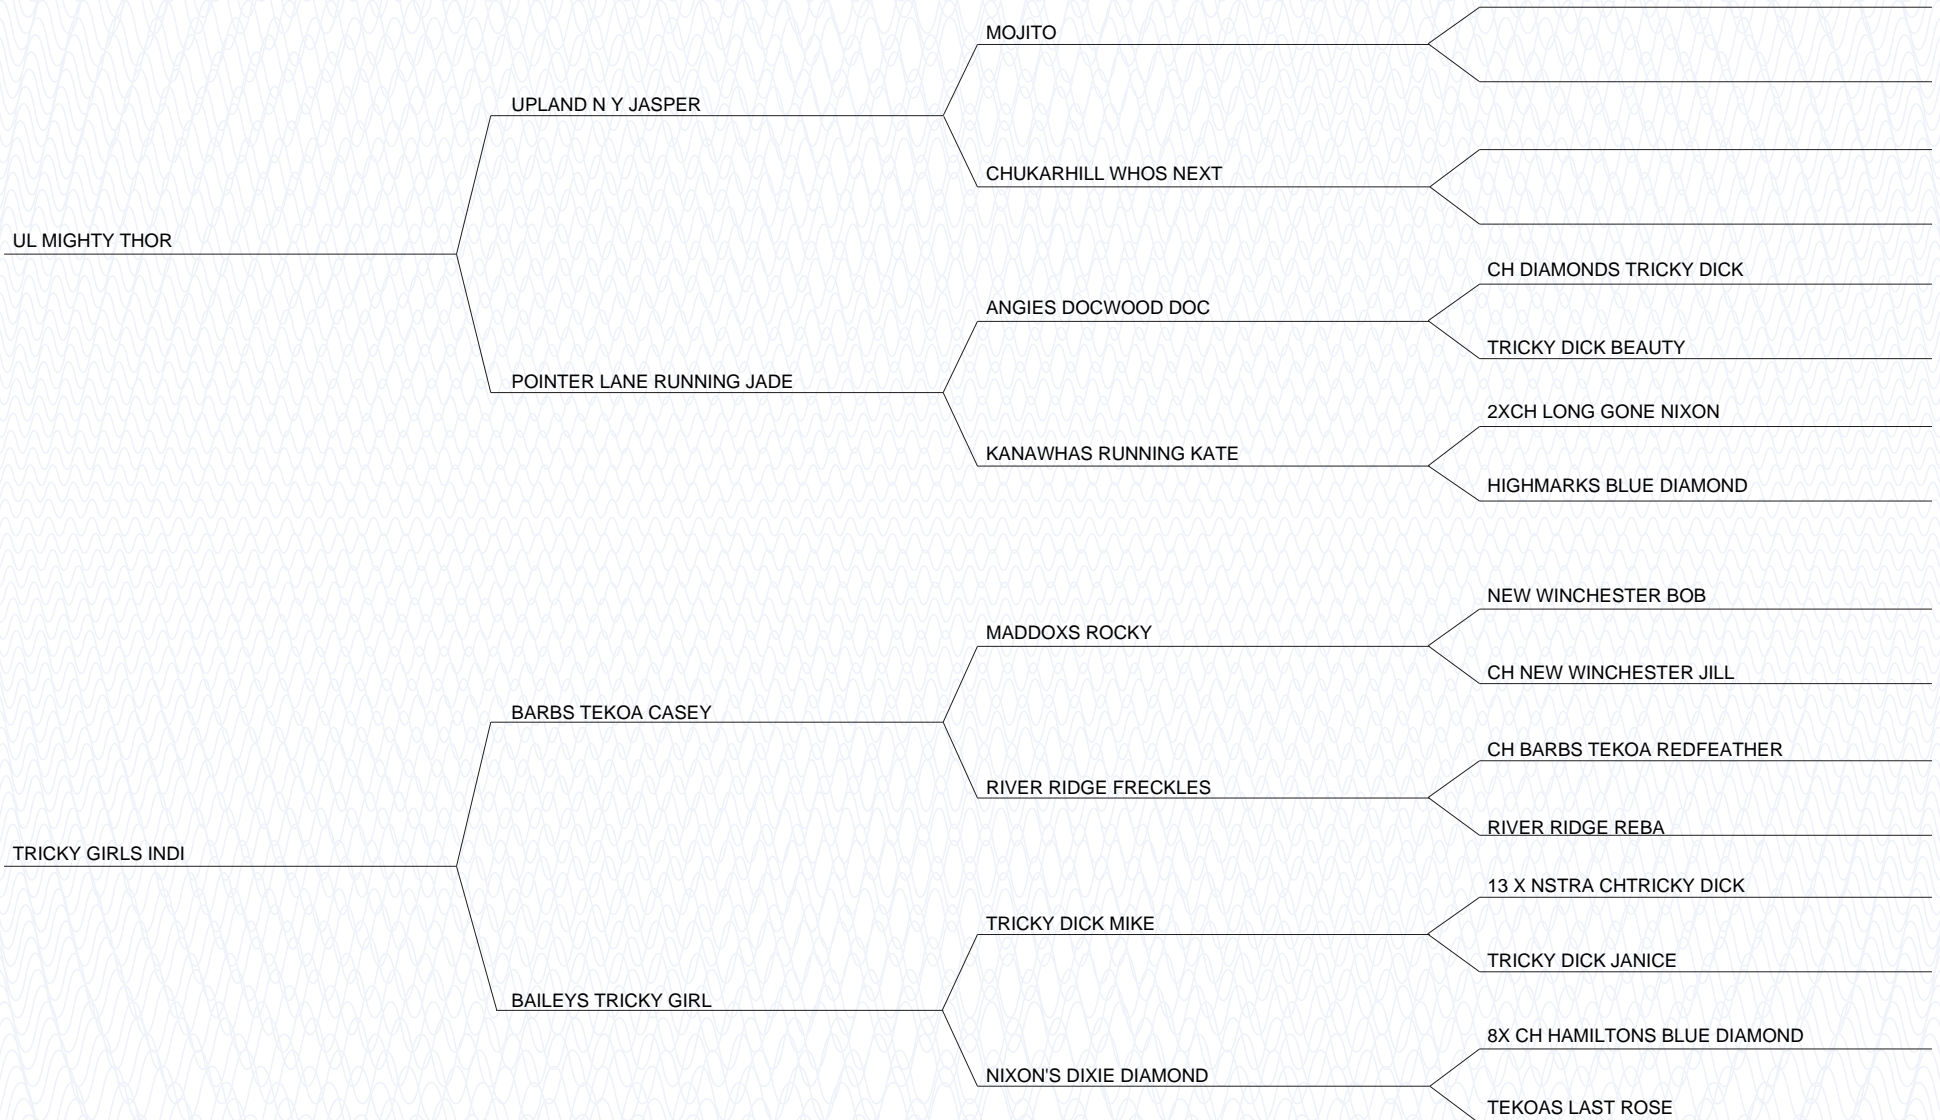 MOJITO
UPLAND N Y JASPER
CHUKARHILL WHOS NEXT
UL MIGHTY THOR
CH DIAMONDS TRICKY DICK
ANGIES DOCWOOD DOC
TRICKY DICK BEAUTY
POINTER LANE RUNNING JADE
2XCH LONG GONE NIXON
KANAWHAS RUNNING KATE
HIGHMARKS BLUE DIAMOND
NEW WINCHESTER BOB
MADDOXS ROCKY
CH NEW WINCHESTER JILL
BARBS TEKOA CASEY
CH BARBS TEKOA REDFEATHER
RIVER RIDGE FRECKLES
RIVER RIDGE REBA
TRICKY GIRLS INDI
13 X NSTRA CHTRICKY DICK
TRICKY DICK MIKE
TRICKY DICK JANICE
BAILEYS TRICKY GIRL
8X CH HAMILTONS BLUE DIAMOND
NIXON'S DIXIE DIAMOND
TEKOAS LAST ROSE